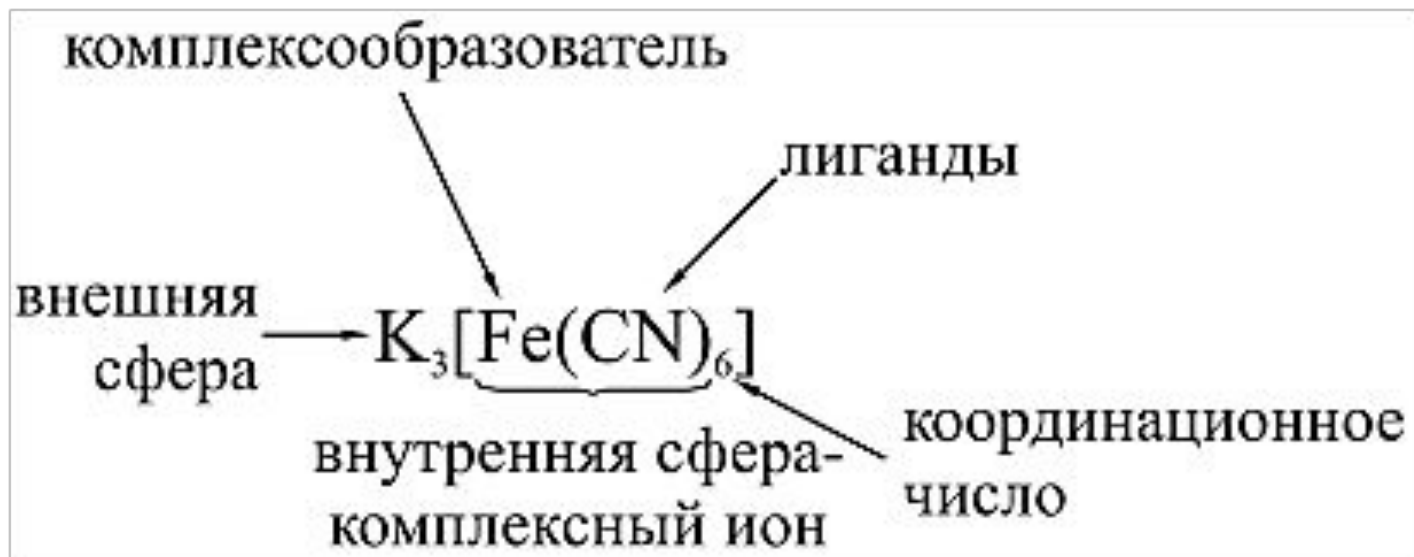 комплексообразователь
лиганды
внешняя
сфера
K₃[Fe(CN)₆]
внутренняя сфера-
комплексный ион
координационное
число